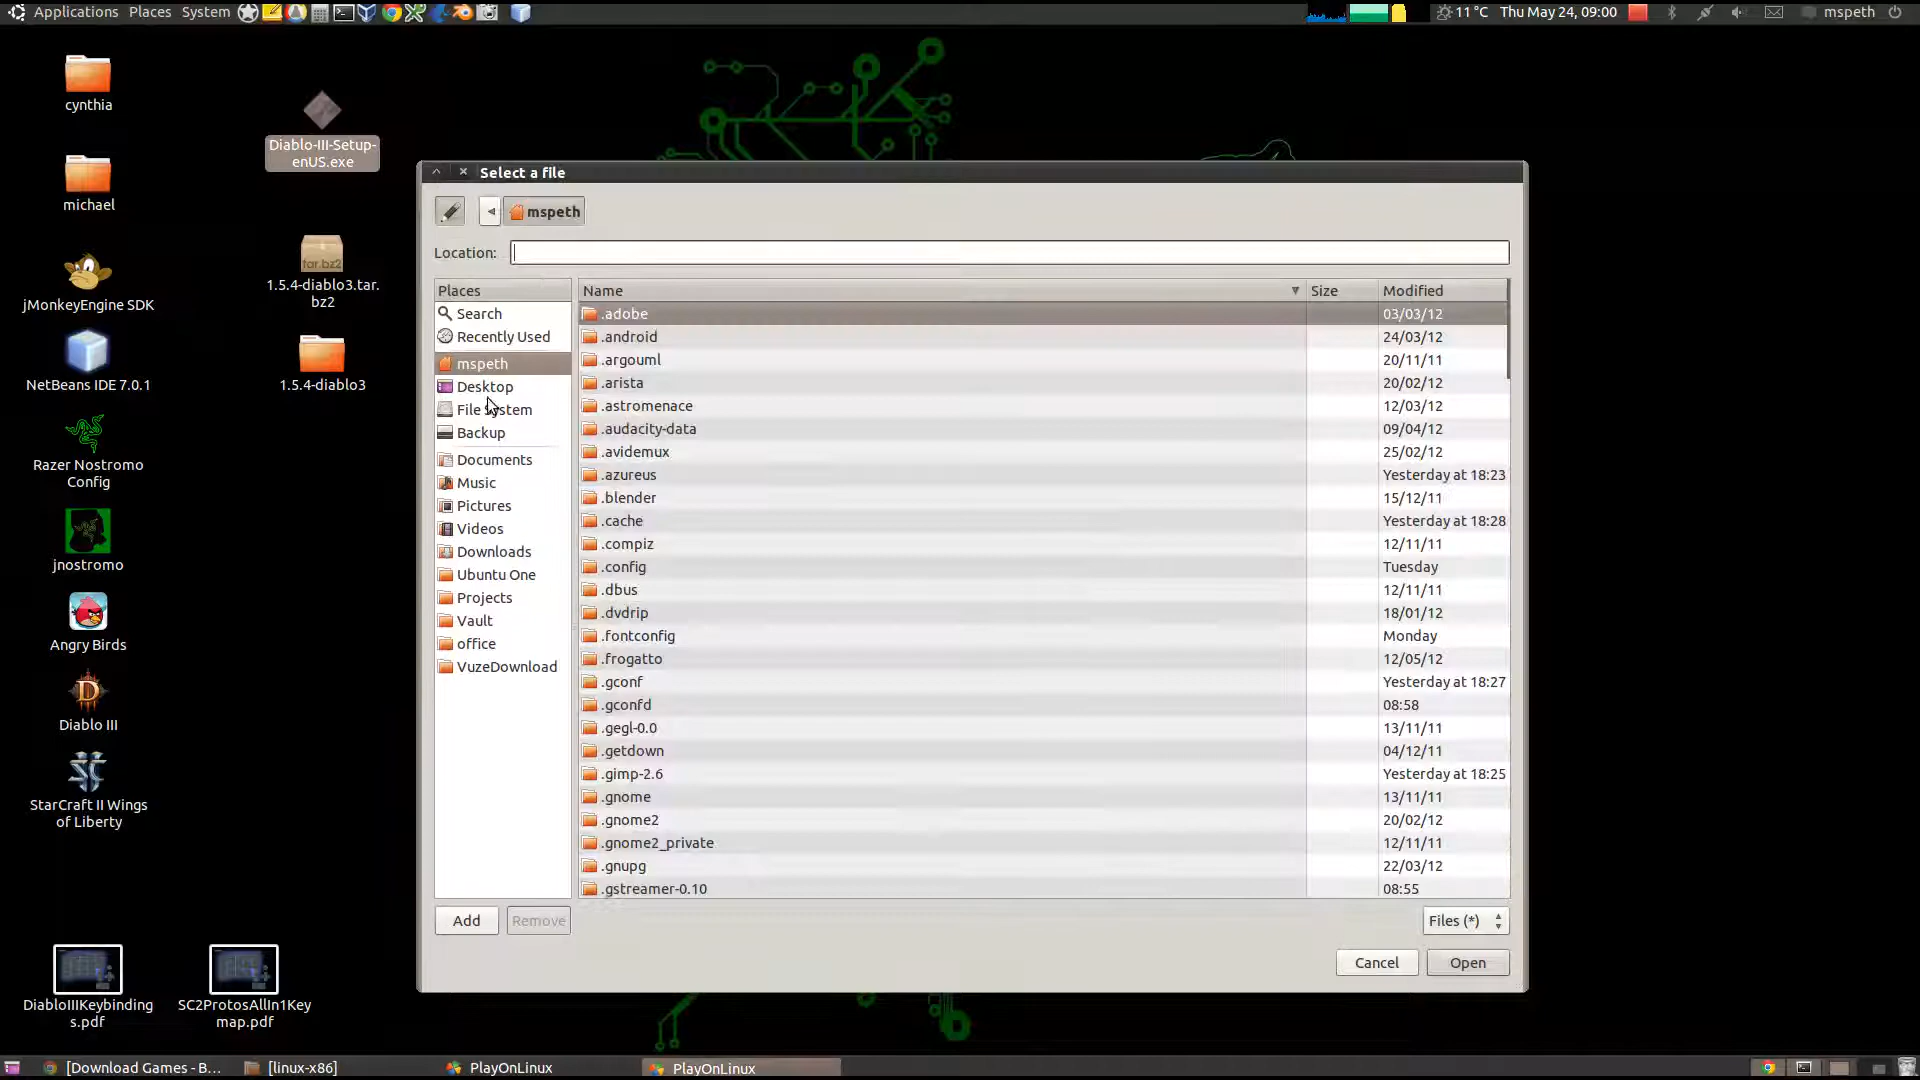 Applications Places System
11 °C Thu May 24, 09:00 mspeth
cynthia
Diablo-III-Setup-
enUS.exe
michael
tar.bz2
1.5.4-diablo3.tar.
bz2
jMonkeyEngine SDK
1.5.4-diablo3
NetBeans IDE 7.0.1
Razer Nostromo
Config
jnostromo
Angry Birds
Diablo III
StarCraft II Wings
of Liberty
DiabloIIIKeybinding
s.pdf
SC2ProtosAllIn1Key
map.pdf
Select a file
mspeth
Location:
Places
Search
Recently Used
mspeth
Desktop
File System
Backup
Documents
Music
Pictures
Videos
Downloads
Ubuntu One
Projects
Vault
office
VuzeDownload
Name Size Modified
.adobe 03/03/12
.android 24/03/12
.argouml 20/11/11
.arista 20/02/12
.astromenace 12/03/12
.audacity-data 09/04/12
.avidemux 25/02/12
.azureus Yesterday at 18:23
.blender 15/12/11
.cache Yesterday at 18:28
.compiz 12/11/11
.config Tuesday
.dbus 12/11/11
.dvdrip 18/01/12
.fontconfig Monday
.frogatto 12/05/12
.gconf Yesterday at 18:27
.gconfd 08:58
.gegl-0.0 13/11/11
.getdown 04/12/11
.gimp-2.6 Yesterday at 18:25
.gnome 13/11/11
.gnome2 20/02/12
.gnome2_private 12/11/11
.gnupg 22/03/12
.gstreamer-0.10 08:55
Add Remove Files (*)
Cancel Open
[Download Games - B... [linux-x86] PlayOnLinux PlayOnLinux